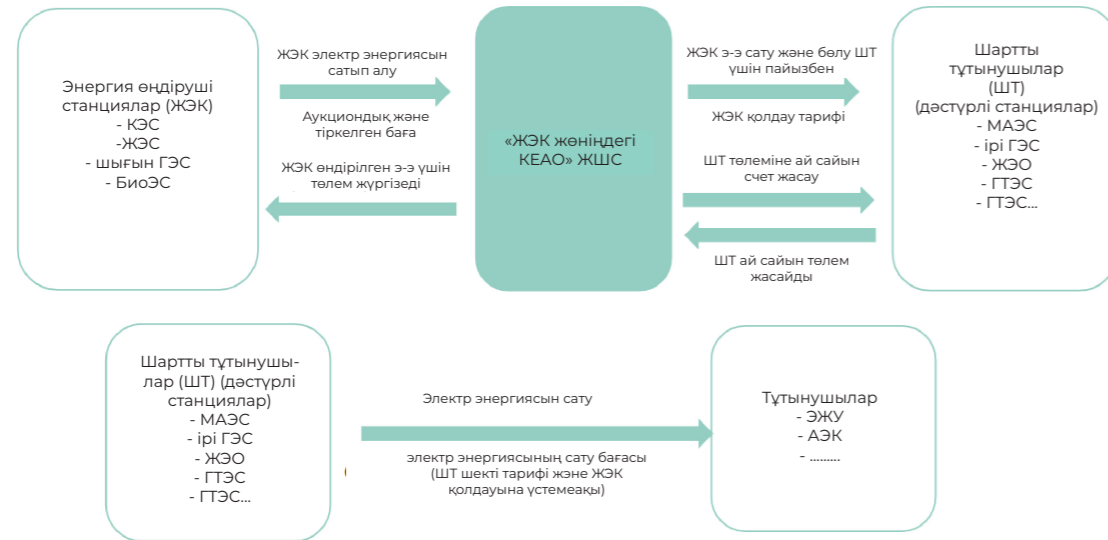 Энергия өндіруші
станциялар (ЖЭК)
- КЭС
-ЖЭС
- шығын ГЭС
- БиоЭС
ЖЭК электр энергиясын
сатып алу
Аукциондық және
тіркелген баға
ЖЭК өндірілген э-э үшін
төлем жүргізеді
«ЖЭК жөніндегі
КЕАО» ЖШС
ЖЭК э-э сату және бөлу ШТ
үшін пайызбен
ЖЭК қолдау тарифі
ШТ төлеміне ай сайын
счет жасау
ШТ ай сайын төлем
жасайды
Шартты
тұтынушылар
(ШТ)
(дәстүрлі станциялар)
- МАЭС
- ірі ГЭС
- ЖЭО
- ГТЭС
- ГТЭС...
Шартты тұтынушы-
лар (ШТ) (дәстүрлі
станциялар)
- МАЭС
- ірі ГЭС
- ЖЭО
- ГТЭС
- ГТЭС...
Электр энергиясын сату
электр энергиясының сату бағасы
(ШТ шекті тарифі жэне ЖЭК
қолдауына үстемеақы)
Тұтынушылар
- ЭЖУ
- АЭК
- .........